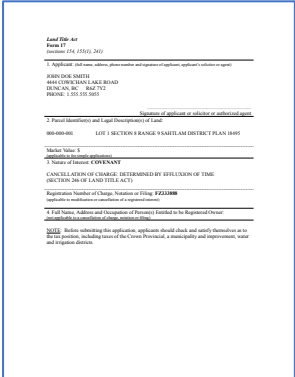 Land Title Act
Form 17
(sections 154, 155(1), 241)
1. Applicant: (full name, address, phone number and signature of applicant, applicant's solicitor or agent)
JOHN DOE SMITH
4444 COWICHAN LAKE ROAD
DUNCAN, BC R6Z 7Y2
PHONE: 1 555 555 5055
Signature of applicant or solicitor or authorized agent
2. Parcel Identifier(s) and Legal Description(s) of Land:
000-000-001 LOT 1 SECTION 8 RANGE 9 SAHTLAM DISTRICT PLAN 10495
Market Value: $
(applicable to fee simple applications)
3. Nature of Interest: COVENANT
CANCELLATION OF CHARGE: DETERMINED BY EFFLUXION OF TIME
(SECTION 244 OF LAND TITLE ACT)
Registration Number of Charge, Notation or Filing: FZ333808
(applicable to modification or cancellation of a registered interest)
4. Full Name, Address and Occupation of Person(s) Entitled to be Registered Owner:
(not applicable to a cancellation of charge, notation or filing)
NOTE: Before submitting this application, applicants should check and satisfy themselves as to
the tax position, including taxes of the Crown Provincial, a municipality and improvement, water
and irrigation districts.